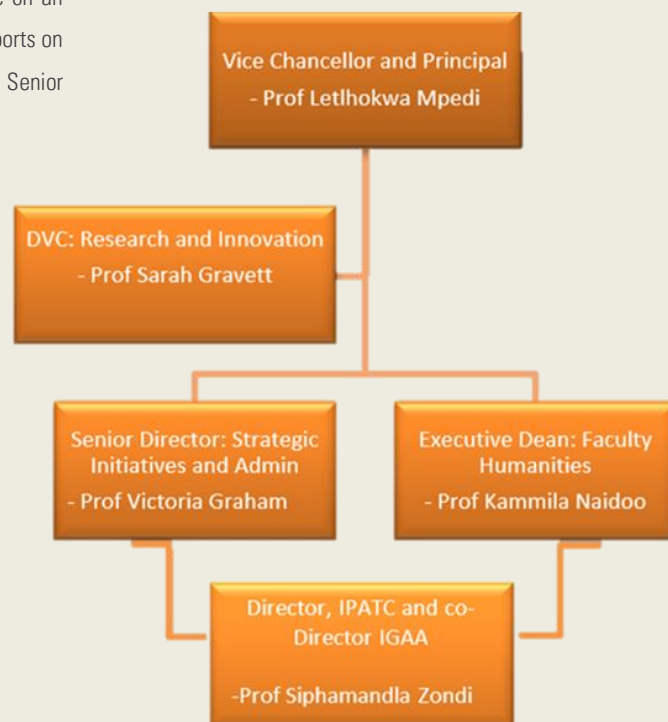 ports on
Senior
Vice Chancellor and Principal
- Prof Letlhokwa Mpedi
DVC: Research and Innovation
- Prof Sarah Gravett
Senior Director: Strategic
Initiatives and Admin
- Prof Victoria Graham
Executive Dean: Faculty
Humanities
- Prof Kammila Naidoo
Director, IPATC and co-
Director IGAA
-Prof Siphamandla Zondi